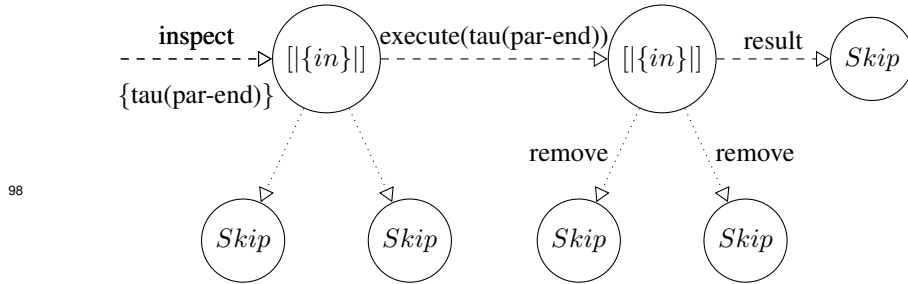 inspect
{tau(par-end)}
[|{in}|]
execute(tau(par-end))
[|{in}|]
result
Skip
remove
remove
98
Skip
Skip
Skip
Skip